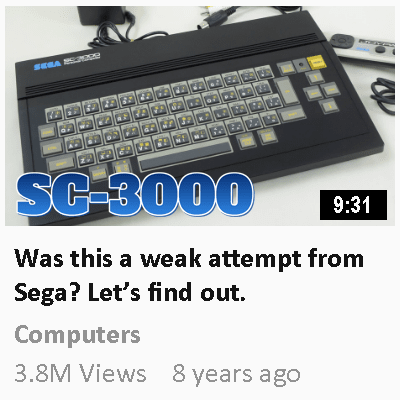 SEGA SC-3000
SC-3000
9:31
Was this a weak attempt from
Sega? Let's find out.
Computers
3.8M Views 8 years ago